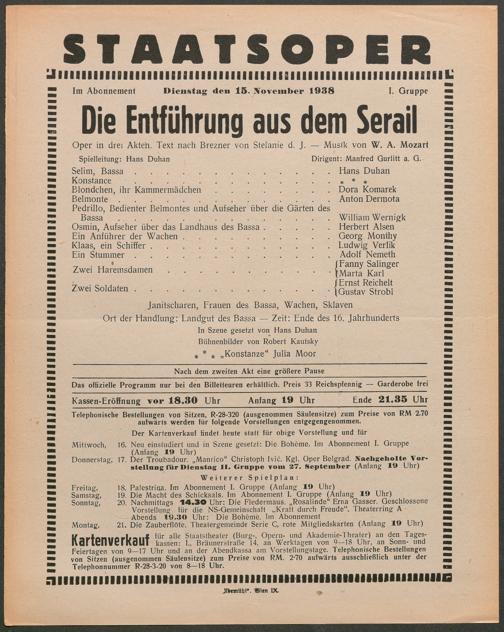 STAATSOPER
Im Abonnement Dienstag den 15. November 1938 I. Gruppe
Die Entführung aus dem Serail
Oper in drei Akten. Text nach Brezner von Stefanie d. J. — Musik von W. A. Mozart
Spielleitung: Hans Duhan Dirigent: Manfred Gurlitt a. G.
Selim, Bassa . . . . . . . . . . Hans Duhan
Konstanze . . . . . . . . . . * * *
Blondchen, ihr Kammermädchen . . . . . . . Dora Komarek
Belmonte . . . . . . . . . . Anton Dermota
Pedrillo, Bedienter Belmontes und Aufseher über die Gärten des
Bassa . . . . . . . . . . William Wernigk
Osmin, Aufseher über das Landhaus des Bassa . . . . . Herbert Alsen
Ein Anführer der Wachen . . . . . . . . Georg Monthy
Klaas, ein Schiffer . . . . . . . . . Ludwig Verlik
Ein Stummer . . . . . . . . . . Adolf Nemeth
Zwei Haremsdamen . . . . . . . . {Fanny Salinger
{Marta Karl
Zwei Soldaten . . . . . . . . . {Ernst Reichelt
{Gustav Strobl
Janitscharen, Frauen des Bassa, Wachen, Sklaven
Ort der Handlung: Landgut des Bassa — Zeit: Ende des 16. Jahrhunderts
In Szene gesetzt von Hans Duhan
Bühnenbilder von Robert Kautsky
* * * „Konstanze" Julia Moor
Nach dem zweiten Akt eine größere Pause
Das offizielle Programm nur bei den Billetteuren erhältlich. Preis 33 Reichspfennig — Garderobe frei
Kassen-Eröffnung vor 18.30 Uhr Anfang 19 Uhr Ende 21.35 Uhr
Telephonische Bestellungen von Sitzen, R-28-320 (ausgenommen Säulensitze) zum Preise von RM 2·70
aufwärts werden für folgende Vorstellungen entgegengenommen.
Der Kartenverkauf findet heute statt für obige Vorstellung und für
Mittwoch, 16. Neu einstudiert und in Szene gesetzt: Die Bohème. Im Abonnement I. Gruppe
(Anfang 19 Uhr)
Donnerstag, 17. Der Troubadour. „Manrico" Christoph Ivić. Kgl. Oper Belgrad. Nachgeholte Vor-
stellung für Dienstag II. Gruppe vom 27. September (Anfang 19 Uhr)
Weiterer Spielplan:
Freitag, 18. Palestrina. Im Abonnement I. Gruppe (Anfang 19 Uhr)
Samstag, 19. Die Macht des Schicksals. Im Abonnement I. Gruppe (Anfang 19 Uhr)
Sonntag, 20. Nachmittags 14.30 Uhr: Die Fledermaus. „Rosalinde" Erna Gasser. Geschlossene
Vorstellung für die NS-Gemeinschaft „Kraft durch Freude". Theaterring A
Abends 19.30 Uhr: Die Bohème. Im Abonnement
Montag, 21. Die Zauberflöte. Theatergemeinde Serie C, rote Mitgliedskarten (Anfang 19 Uhr)
Kartenverkauf für alle Staatstheater (Burg-, Opern- und Akademie-Theater) an den Tages-
kassen: I., Bräunerstraße 14, an Werktagen von 9—18 Uhr, an Sonn- und
Feiertagen von 9—17 Uhr und an der Abendkassa am Vorstellungstage. Telephonische Bestellungen
von Sitzen (ausgenommen Säulensitze) zum Preise von RM. 2·70 aufwärts ausschließlich unter der
Telephonnummer R-28-3-20 von 8—18 Uhr.
Wien IX.